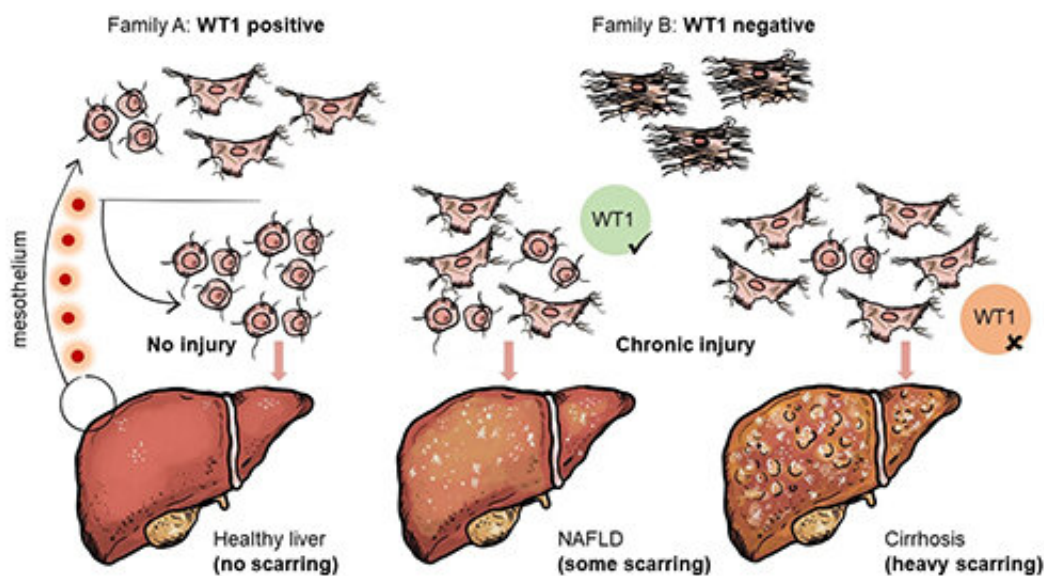 Family A: WT1 positive
Family B: WT1 negative
mesothelium
WT1
WT1
No injury
Chronic injury
Healthy liver
(no scarring)
NAFLD
(some scarring)
Cirrhosis
(heavy scarring)